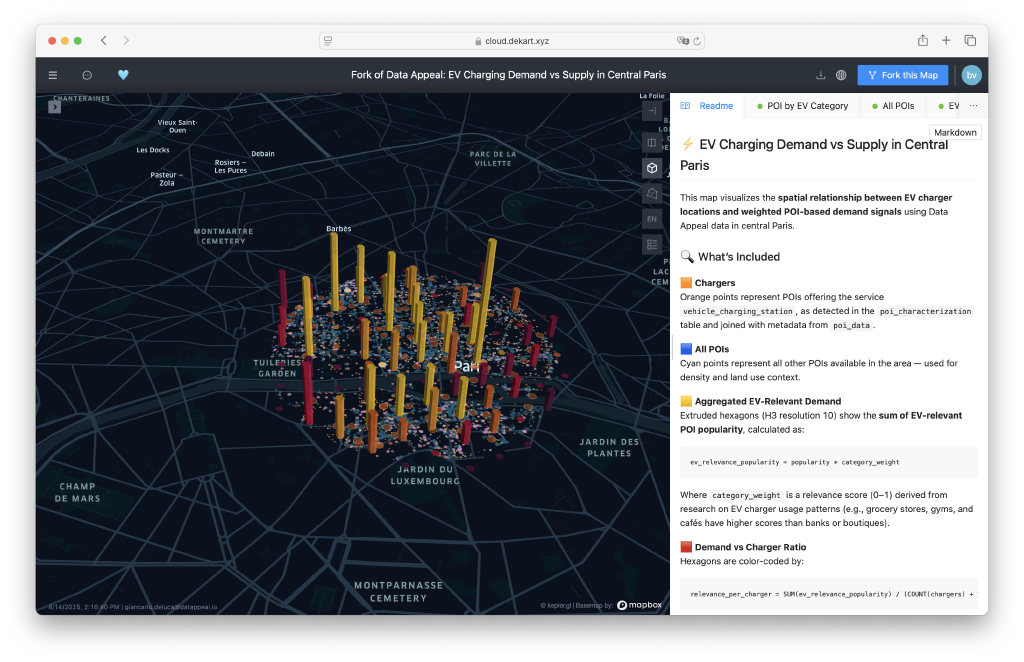 cloud.dekart.xyz
Fork of Data Appeal: EV Charging Demand vs Supply in Central Paris
Fork this Map
bv
CHANTERAINES
La Folie
Vieux Saint-
Ouen
Les Docks
Debain
Rosiers –
Les Puces
Pasteur –
Zola
PARC DE LA
VILLETTE
EN
MONTMARTRE
CEMETERY
Barbès
TUILERIES
GARDEN
JARDIN DES
PLANTES
JARDIN DU
LUXEMBOURG
CHAMP
DE MARS
MONTPARNASSE
CEMETERY
4/14/2025, 2:16:40 PM | giancarlo.deluca@datappeal.io
© kepler.gl | Basemap by: mapbox
Readme
POI by EV Category
All POIs
EV
Markdown
⚡ EV Charging Demand vs Supply in Central
Paris
This map visualizes the spatial relationship between EV charger
locations and weighted POI-based demand signals using Data
Appeal data in central Paris.
🔍 What's Included
🟧 Chargers
Orange points represent POIs offering the service
vehicle_charging_station , as detected in the poi_characterization
table and joined with metadata from poi_data .
🟦 All POIs
Cyan points represent all other POIs available in the area — used for
density and land use context.
🟨 Aggregated EV-Relevant Demand
Extruded hexagons (H3 resolution 10) show the sum of EV-relevant
POI popularity, calculated as:
ev_relevance_popularity = popularity * category_weight
Where category_weight is a relevance score (0–1) derived from
research on EV charger usage patterns (e.g., grocery stores, gyms, and
cafés have higher scores than banks or boutiques).
🟥 Demand vs Charger Ratio
Hexagons are color-coded by:
relevance_per_charger = SUM(ev_relevance_popularity) / (COUNT(chargers) +